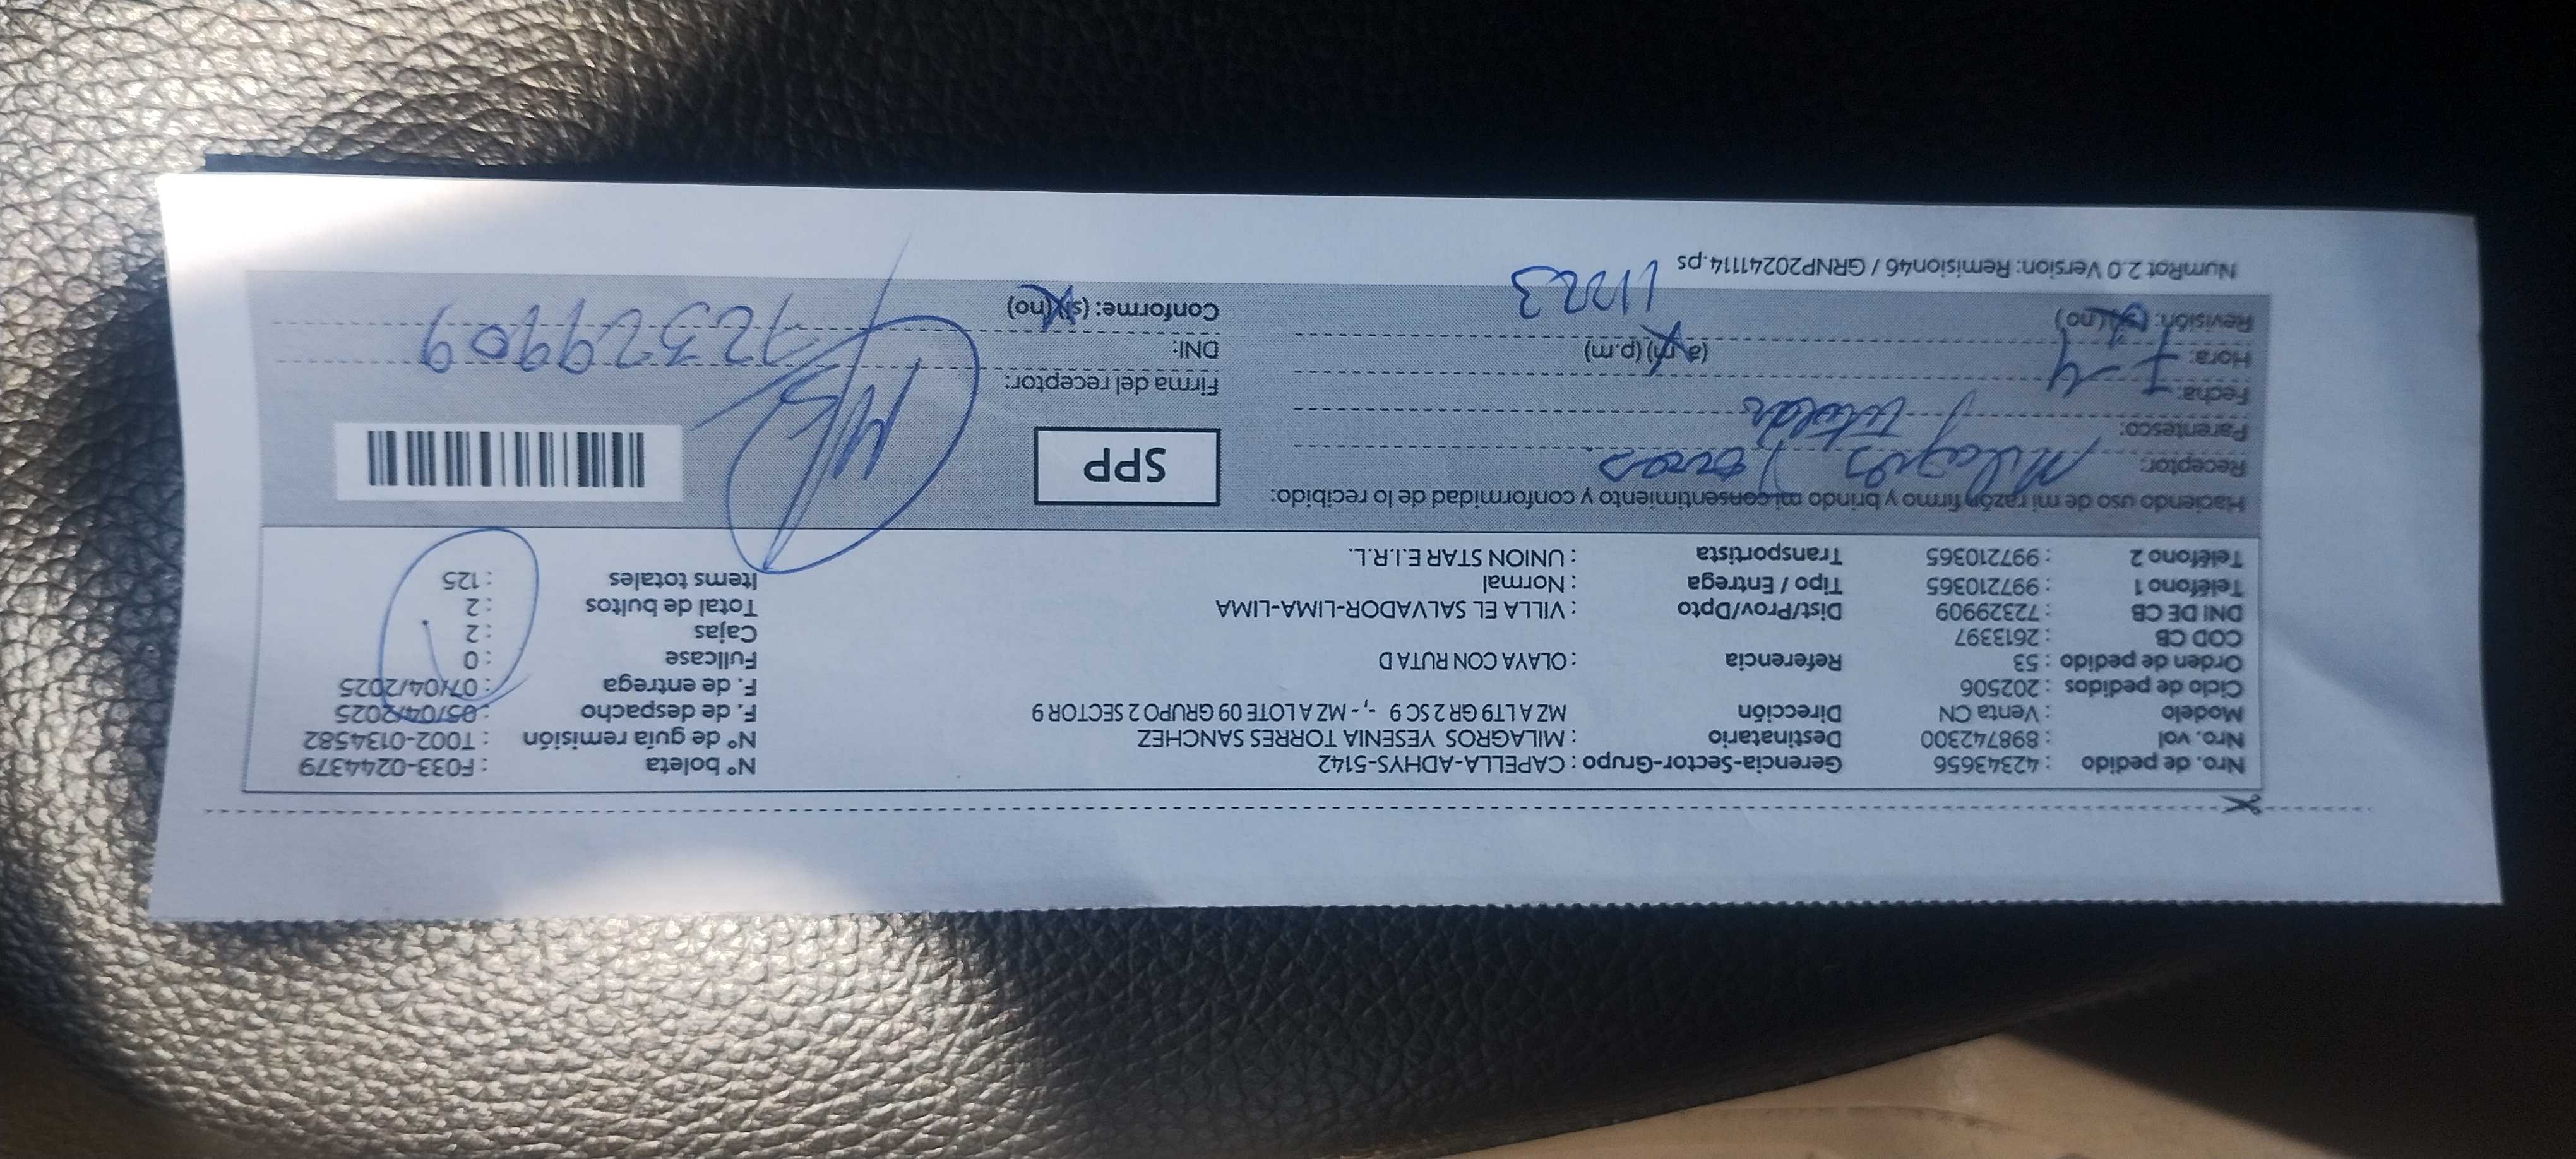 Nro. de pedido : 42343656 Gerencia-Sector-Grupo : CAPELLA-ADHYS-5142 N° boleta : F033-0244379
Nro. vol : 898742300 Destinatario : MILAGROS YESENIA TORRES SANCHEZ N° de guía remisión : T002-0134582
Modelo : Venta CN Dirección MZ A LT9 GR 2 SC 9 -,- MZ A LOTE 09 GRUPO 2 SECTOR 9 F. de despacho : 05/04/2025
Ciclo de pedidos : 202506 F. de entrega : 07/04/2025
Orden de pedido : 53 Referencia : OLAYA CON RUTA D Fullcase : 0
COD CB : 2613397 Cajas : 2
DNI DE CB : 72329909 Dist/Prov/Dpto : VILLA EL SALVADOR-LIMA-LIMA Total de bultos : 2
Teléfono 1 : 997210365 Tipo / Entrega : Normal Items totales : 125
Teléfono 2 : 997210365 Transportista : UNION STAR E.I.R.L.
Haciendo uso de mi razón firmo y brindo mi consentimiento y conformidad de lo recibido:
Receptor: Milagros Torres SPP
Parentesco: titular
Fecha: 7-4 Firma del receptor:
Hora: (a.m) (p.m) DNI: 72329909
Revisión: (si) (no) Conforme: (si) (no)
NumRot 2.0 Version: Remision46 / GRNP20241114.ps